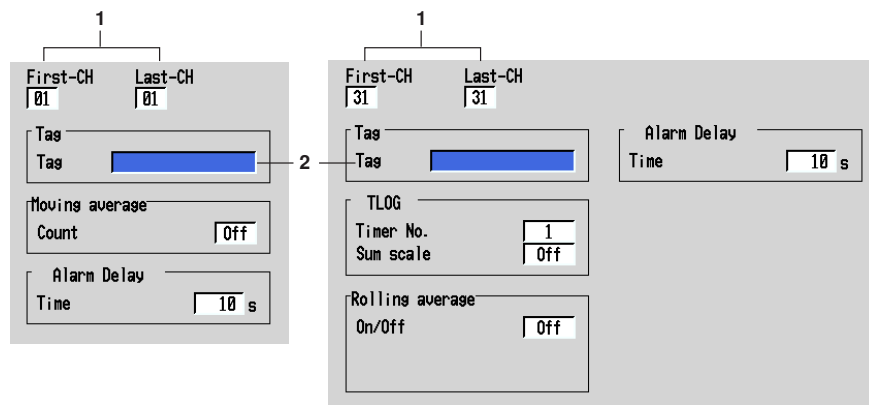 1
First-CH Last-CH
01 01
Tag
Tag
Moving average
Count Off
Alarm Delay
Time 10 s
2
1
First-CH Last-CH
31 31
Tag
Tag
TLOG
Timer No. 1
Sum scale Off
Rolling average
On/Off Off
Alarm Delay
Time 10 s